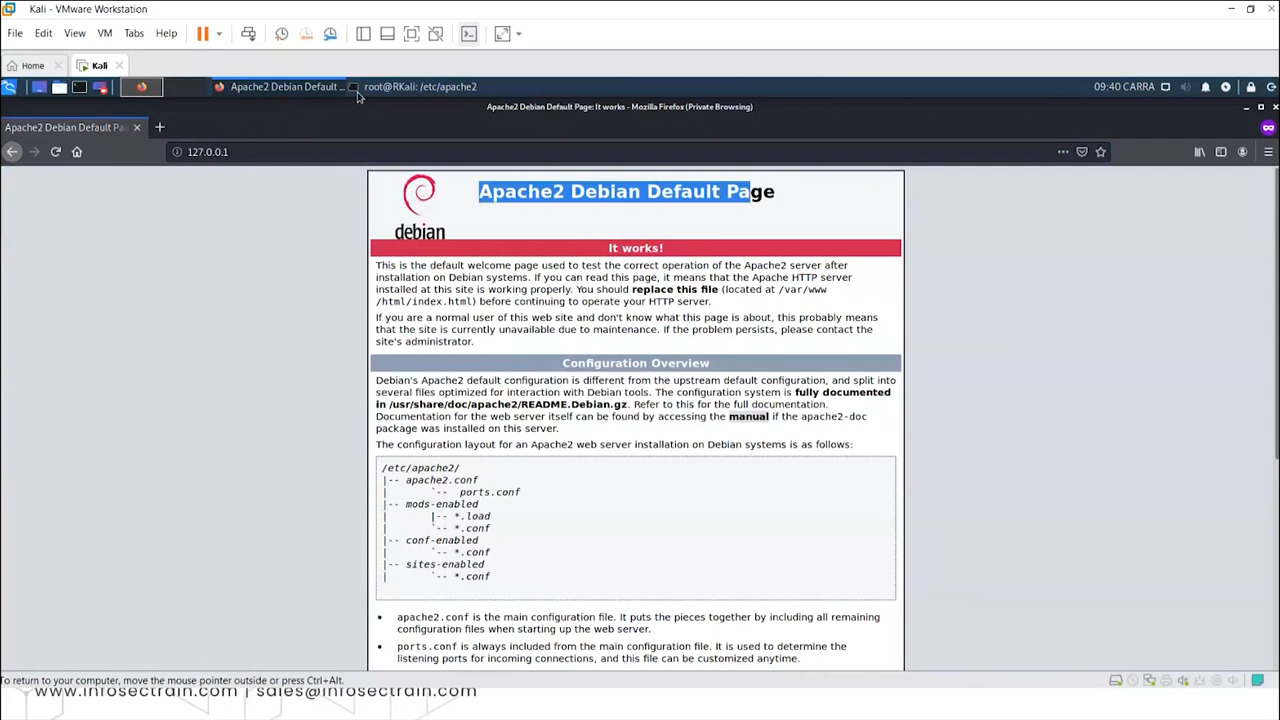 Kali - VMware Workstation
File Edit View VM Tabs Help
Home Kali
Apache2 Debian Default ... root@RKali: /etc/apache2 09:40 CARRA
Apache2 Debian Default Page: It works - Mozilla Firefox (Private Browsing)
Apache2 Debian Default Pa
127.0.0.1
Apache2 Debian Default Page
debian
It works!
This is the default welcome page used to test the correct operation of the Apache2 server after
installation on Debian systems. If you can read this page, it means that the Apache HTTP server
installed at this site is working properly. You should replace this file (located at /var/www
/html/index.html) before continuing to operate your HTTP server.
If you are a normal user of this web site and don't know what this page is about, this probably means
that the site is currently unavailable due to maintenance. If the problem persists, please contact the
site's administrator.
Configuration Overview
Debian's Apache2 default configuration is different from the upstream default configuration, and split into
several files optimized for interaction with Debian tools. The configuration system is fully documented
in /usr/share/doc/apache2/README.Debian.gz. Refer to this for the full documentation.
Documentation for the web server itself can be found by accessing the manual if the apache2-doc
package was installed on this server.
The configuration layout for an Apache2 web server installation on Debian systems is as follows:
/etc/apache2/
|-- apache2.conf
|       `--  ports.conf
|-- mods-enabled
|       |-- *.load
|       `-- *.conf
|-- conf-enabled
|       `-- *.conf
|-- sites-enabled
|       `-- *.conf
• apache2.conf is the main configuration file. It puts the pieces together by including all remaining
configuration files when starting up the web server.
• ports.conf is always included from the main configuration file. It is used to determine the
listening ports for incoming connections, and this file can be customized anytime.
To return to your computer, move the mouse pointer outside or press Ctrl+Alt.
www.infosectrain.com | sales@infosectrain.com